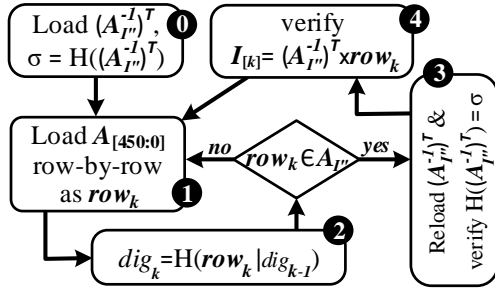 0
Load (A_{I''}^{-1})^T,
σ = H((A_{I''}^{-1})^T)
4
verify
I_{[k]} = (A_{I''}^{-1})^T x row_k
3
Reload (A_{I''}^{-1})^T &
verify H((A_{I''}^{-1})^T) = σ
Load A_{[450:0]}
row-by-row
as row_k
1
no
row_k ∈ A_{I''}
yes
2
dig_k=H(row_k|dig_{k-1})